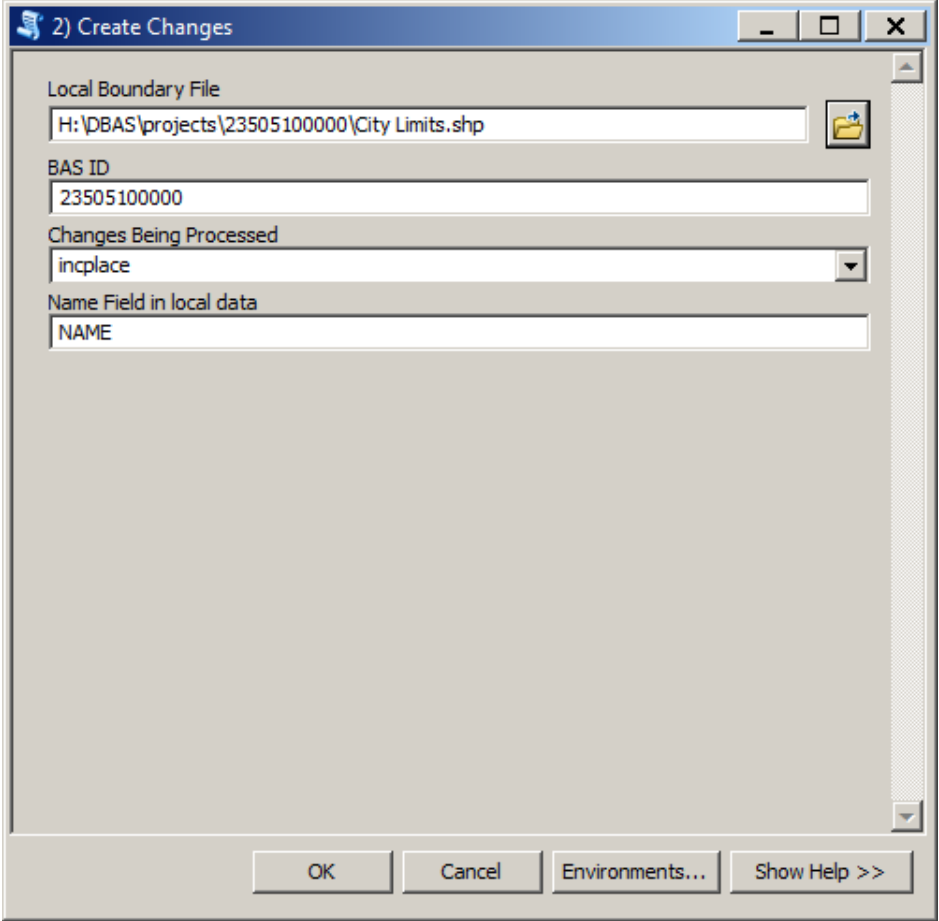 2) Create Changes
Local Boundary File
H:\DBAS\projects\23505100000\City Limits.shp
BAS ID
23505100000
Changes Being Processed
incplace
Name Field in local data
NAME
OK Cancel Environments... Show Help >>